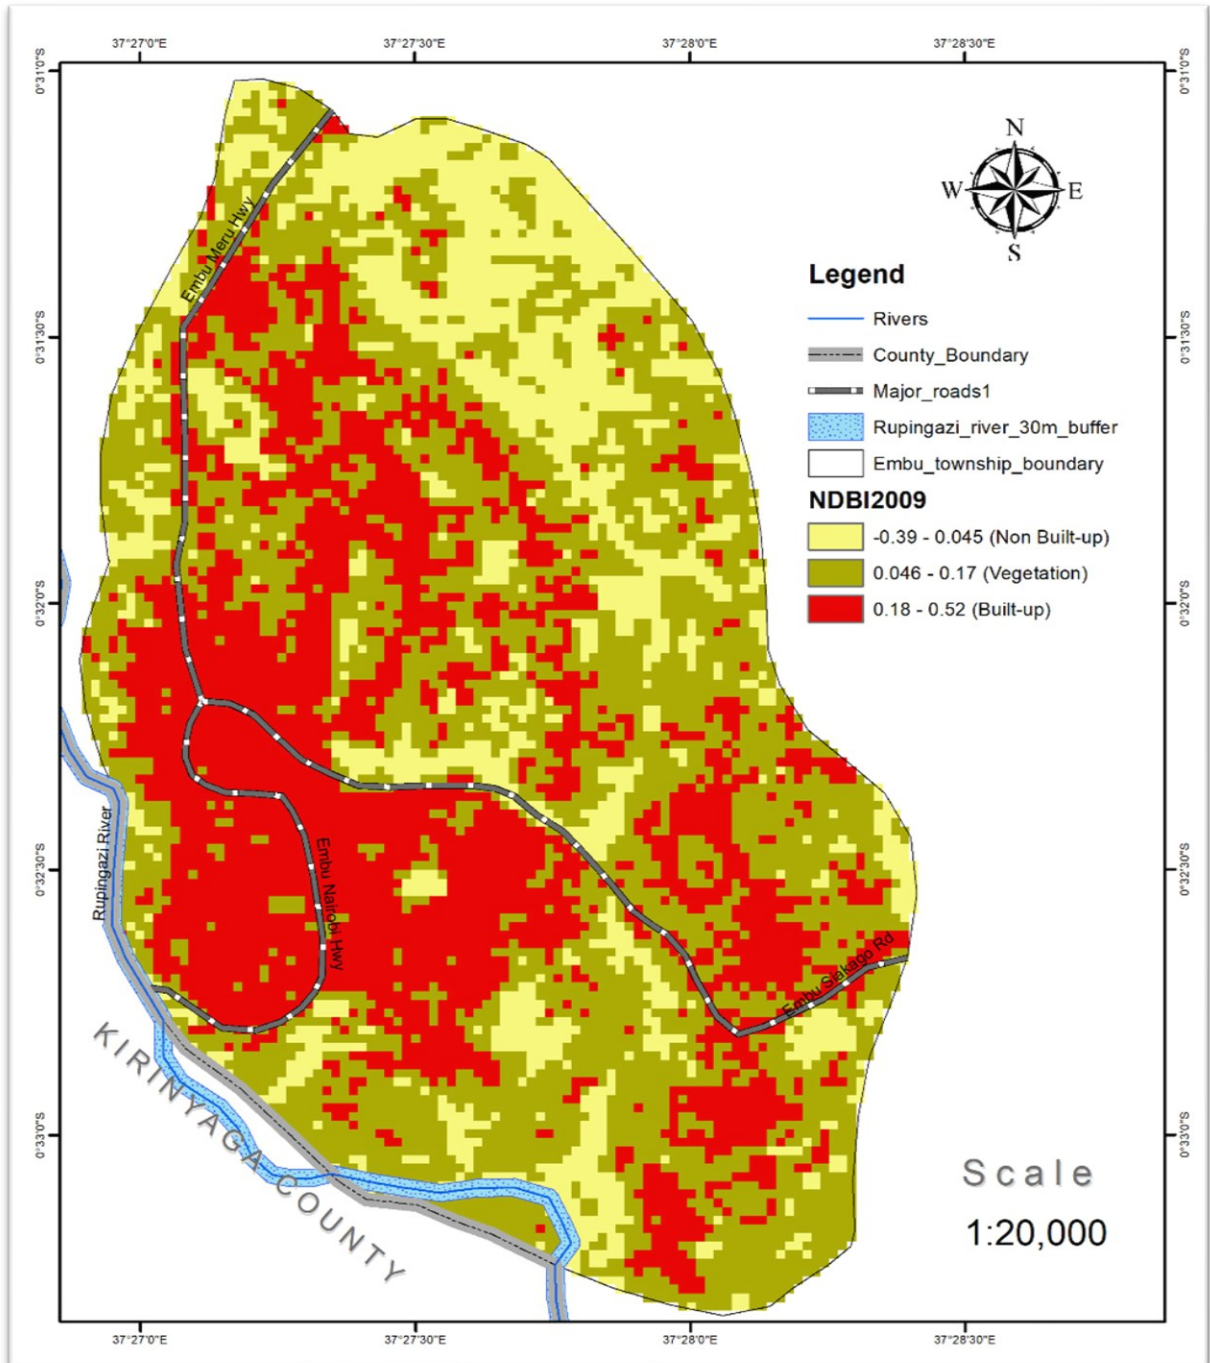 37°27'0"E
37°27'30"E
37°28'0"E
37°28'30"E
0°31'0"S
0°31'0"S
N
W
E
S
Embu Meru Hwy
Legend
Rivers
0°31'30"S
0°31'30"S
County_Boundary
Major_roads1
Rupingazi_river_30m_buffer
Embu_township_boundary
NDBI2009
-0.39 - 0.045 (Non Built-up)
0.046 - 0.17 (Vegetation)
0.18 - 0.52 (Built-up)
0°32'0"S
0°32'0"S
Rupingazi River
Embu Nairobi Hwy
0°32'30"S
0°32'30"S
Embu Siakago Rd
KIRINYAGA COUNTY
0°33'0"S
0°33'0"S
Scale
1:20,000
37°27'0"E
37°27'30"E
37°28'0"E
37°28'30"E